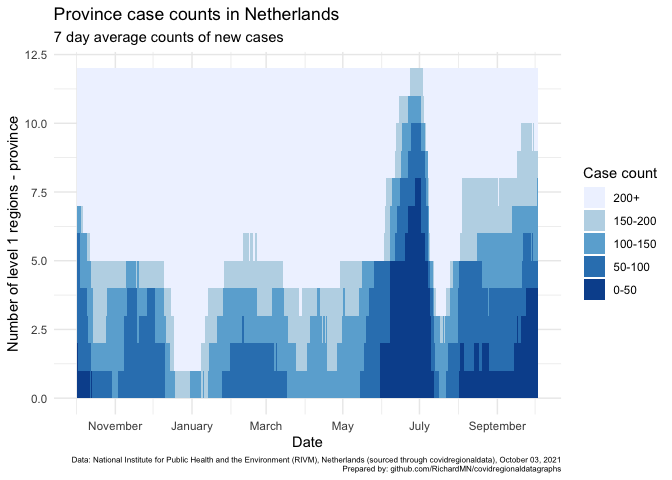 Province case counts in Netherlands
7 day average counts of new cases
12.5
10.0
7.5
5.0
2.5
0.0
Number of level 1 regions - province
November January March May July September
Date
Case count
200+
150-200
100-150
50-100
0-50
Data: National Institute for Public Health and the Environment (RIVM), Netherlands (sourced through covidregionaldata), October 03, 2021
Prepared by: github.com/RichardMN/covidregionaldatagraphs